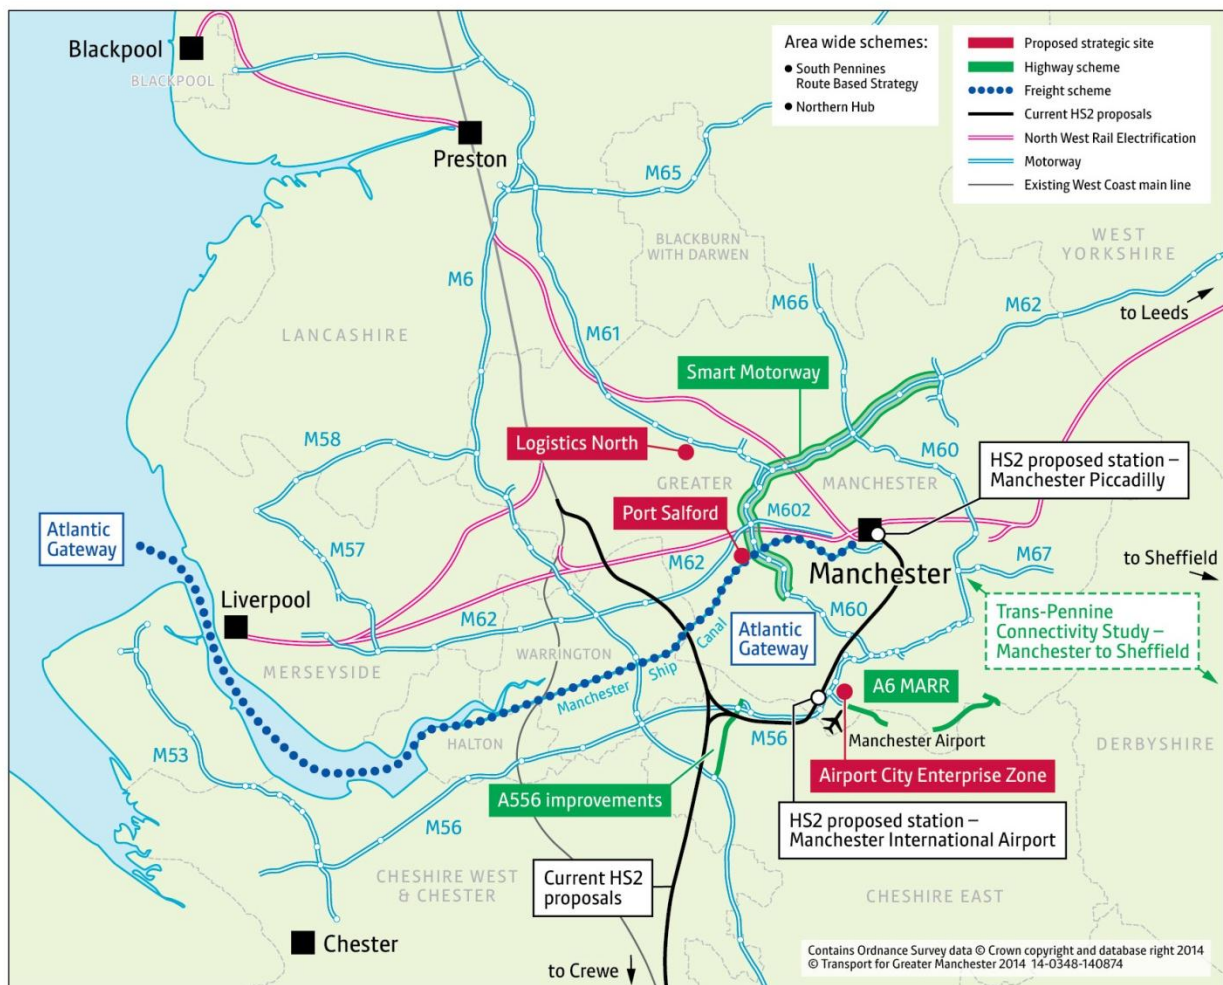 Blackpool
BLACKPOOL
Preston
Area wide schemes:
• South Pennines
Route Based Strategy
• Northern Hub
Proposed strategic site
Highway scheme
Freight scheme
Current HS2 proposals
North West Rail Electrification
Motorway
Existing West Coast main line
M65
BLACKBURN
WITH DARWEN
WEST
YORKSHIRE
M6
M66
M62
to Leeds
LANCASHIRE
M61
Smart Motorway
M58
Logistics North
M60
GREATER
MANCHESTER
HS2 proposed station –
Manchester Piccadilly
Port Salford
M602
Atlantic
Gateway
M57
M62
M67
to Sheffield
Manchester
Liverpool
M62
M60
Trans-Pennine
Connectivity Study –
Manchester to Sheffield
Atlantic
Gateway
MERSEYSIDE
WARRINGTON
Manchester Ship Canal
A6 MARR
M53
HALTON
M56
Manchester Airport
DERBYSHIRE
Airport City Enterprise Zone
A556 improvements
M56
HS2 proposed station –
Manchester International Airport
CHESHIRE WEST
& CHESTER
Current HS2
proposals
CHESHIRE EAST
Chester
to Crewe
Contains Ordnance Survey data © Crown copyright and database right 2014
© Transport for Greater Manchester 2014 14-0348-140874